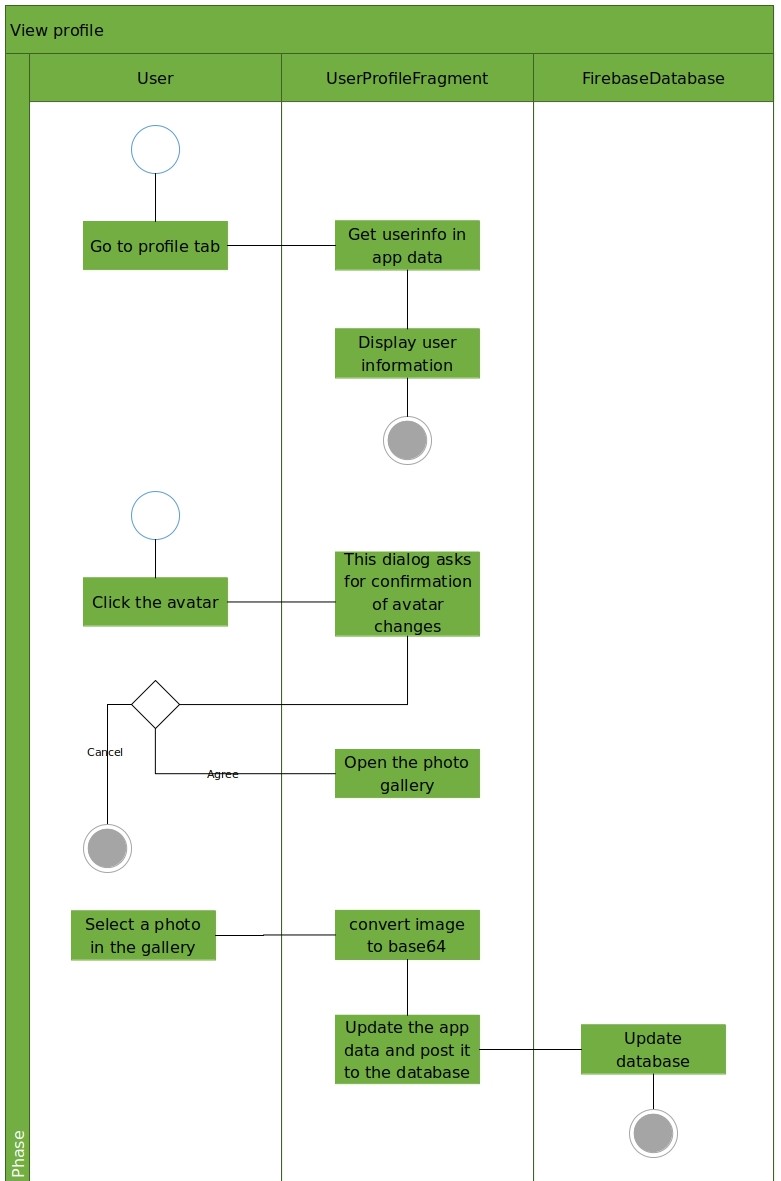 View profile
User
UserProfileFragment
FirebaseDatabase
Go to profile tab
Get userinfo in
app data
Display user
information
Click the avatar
This dialog asks
for confirmation
of avatar
changes
Cancel
Agree
Open the photo
gallery
Select a photo
in the gallery
convert image
to base64
Update the app
data and post it
to the database
Update
database
Phase